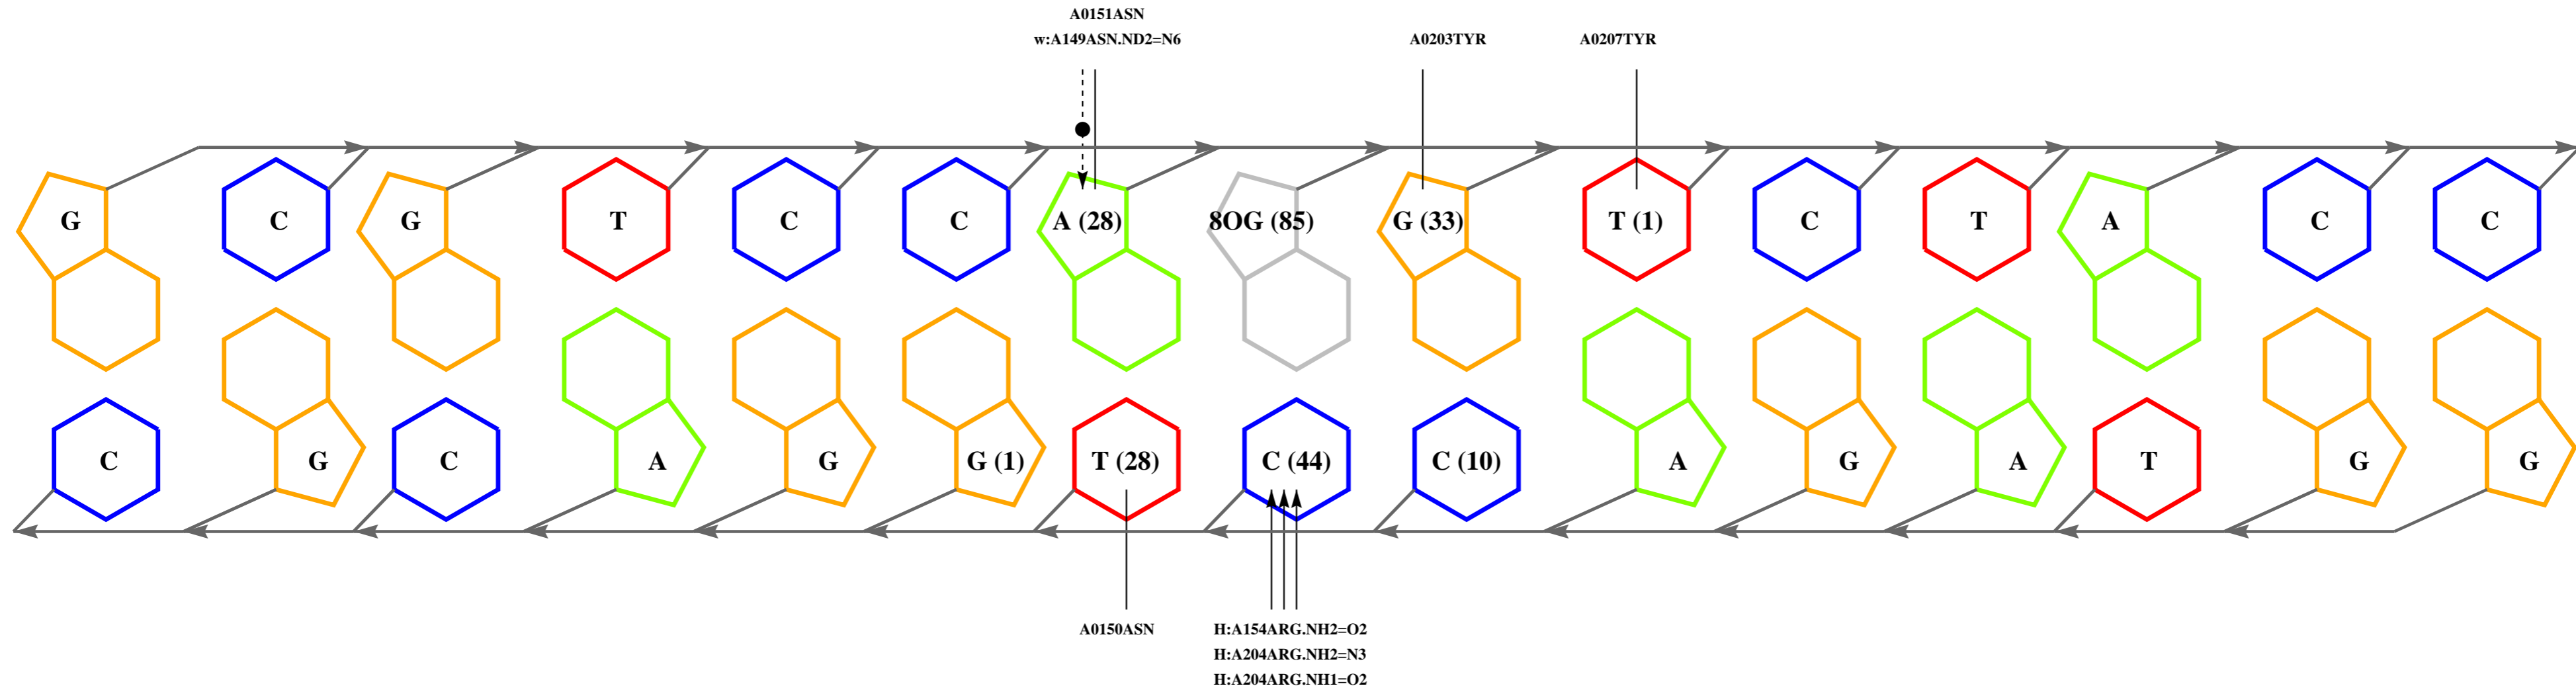 A0151ASN
w:A149ASN.ND2=N6 A0203TYR A0207TYR
G C G T C C A (28) 8OG (85) G (33) T (1) C T A C C
C G C A G G (1) T (28) C (44) C (10) A G A T G G
A0150ASN H:A154ARG.NH2=O2
H:A204ARG.NH2=N3
H:A204ARG.NH1=O2